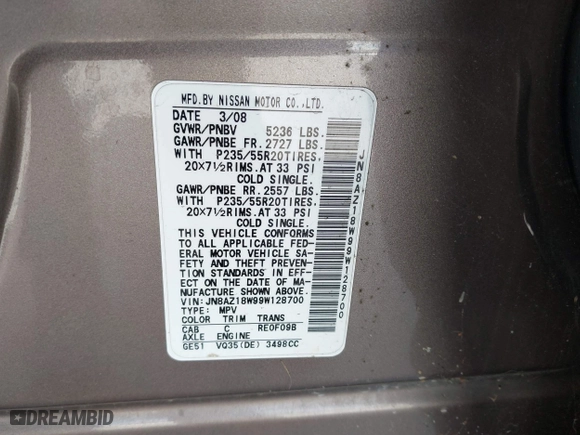 MFD.BY NISSAN MOTOR CO.,LTD.
DATE 3/08
GVWR/PNBV 5236 LBS.
GAWR/PNBE FR. 2727 LBS.
WITH P235/55R20TIRES.
20×7½RIMS.AT 33 PSI
COLD SINGLE.
GAWR/PNBE RR. 2557 LBS.
WITH P235/55R20TIRES.
20×7½RIMS.AT 33 PSI
COLD SINGLE.
THIS VEHICLE CONFORMS
TO ALL APPLICABLE FED-
ERAL MOTOR VEHICLE SA-
FETY AND THEFT PREVEN-
TION STANDARDS IN EFF-
ECT ON THE DATE OF MA-
NUFACTURE SHOWN ABOVE.
VIN:JN8AZ18W99W128700
TYPE: MPV
COLOR TRIM TRANS
CAB C RE0F09B
AXLE ENGINE
GE51 VQ35(DE) 3498CC
JN8AZ18W99W128700
DREAMBID